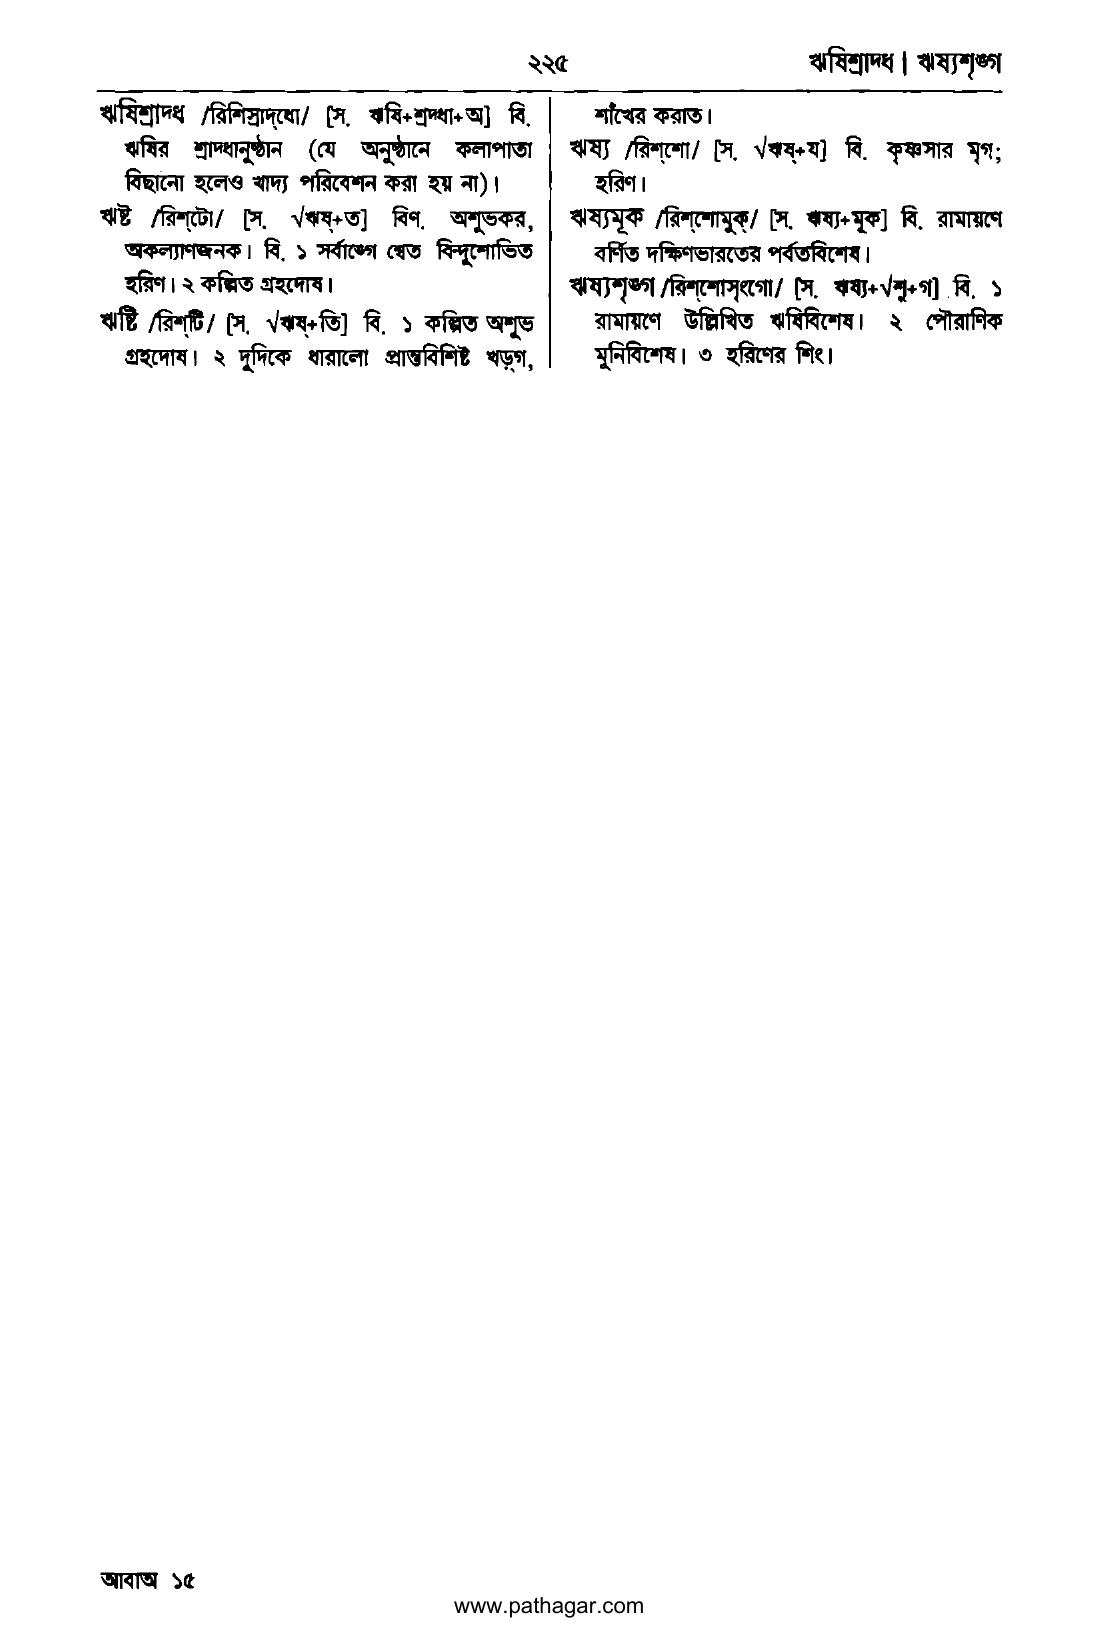 ২২৫
ঋষিশ্রাদ্ধ | ঋষ্যশৃঙ্গ
ঋষিশ্রাদ্ধ /রিশিস্রাদ্‌ধো/ [স. ঋষি+শ্রদ্ধা+অ] বি.
ঋষির শ্রাদ্ধানুষ্ঠান (যে অনুষ্ঠানে কলাপাতা
বিছানো হলেও খাদ্য পরিবেশন করা হয় না)।
ঋষ্ট /রিশ্‌টো/ [স. √ঋষ্‌+ত] বিণ. অশুভকর,
অকল্যাণজনক। বি. ১ সর্বাঙ্গে শ্বেত বিন্দুশোভিত
হরিণ। ২ কল্পিত গ্রহদোষ।
ঋষ্টি /রিশ্‌টি/ [স. √ঋষ্‌+তি] বি. ১ কল্পিত অশুভ
গ্রহদোষ। ২ দুদিকে ধারালো প্রান্তবিশিষ্ট খড়্‌গ,
শাঁখের করাত।
ঋষ্য /রিশ্‌শো/ [স. √ঋষ্‌+য] বি. কৃষ্ণসার মৃগ;
হরিণ।
ঋষ্যমূক /রিশ্‌শোমুক্‌/ [স. ঋষ্য+মূক] বি. রামায়ণে
বর্ণিত দক্ষিণভারতের পর্বতবিশেষ।
ঋষ্যশৃঙ্গ /রিশ্‌শোসৃংগো/ [স. ঋষ্য+√শৃ+গ] বি. ১
রামায়ণে উল্লিখিত ঋষিবিশেষ। ২ পৌরাণিক
মুনিবিশেষ। ৩ হরিণের শিং।
আবাঅ ১৫
www.pathagar.com